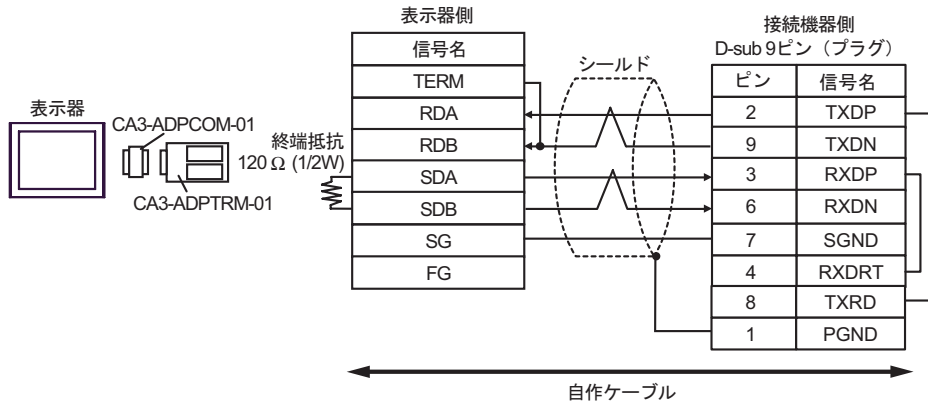 表示器
CA3-ADPCOM-01
CA3-ADPTRM-01
終端抵抗
120 Ω (1/2W)
表示器側
信号名
TERM
RDA
RDB
SDA
SDB
SG
FG
シールド
接続機器側
D-sub 9ピン（プラグ）
ピン 信号名
2 TXDP
9 TXDN
3 RXDP
6 RXDN
7 SGND
4 RXDRT
8 TXRD
1 PGND
自作ケーブル